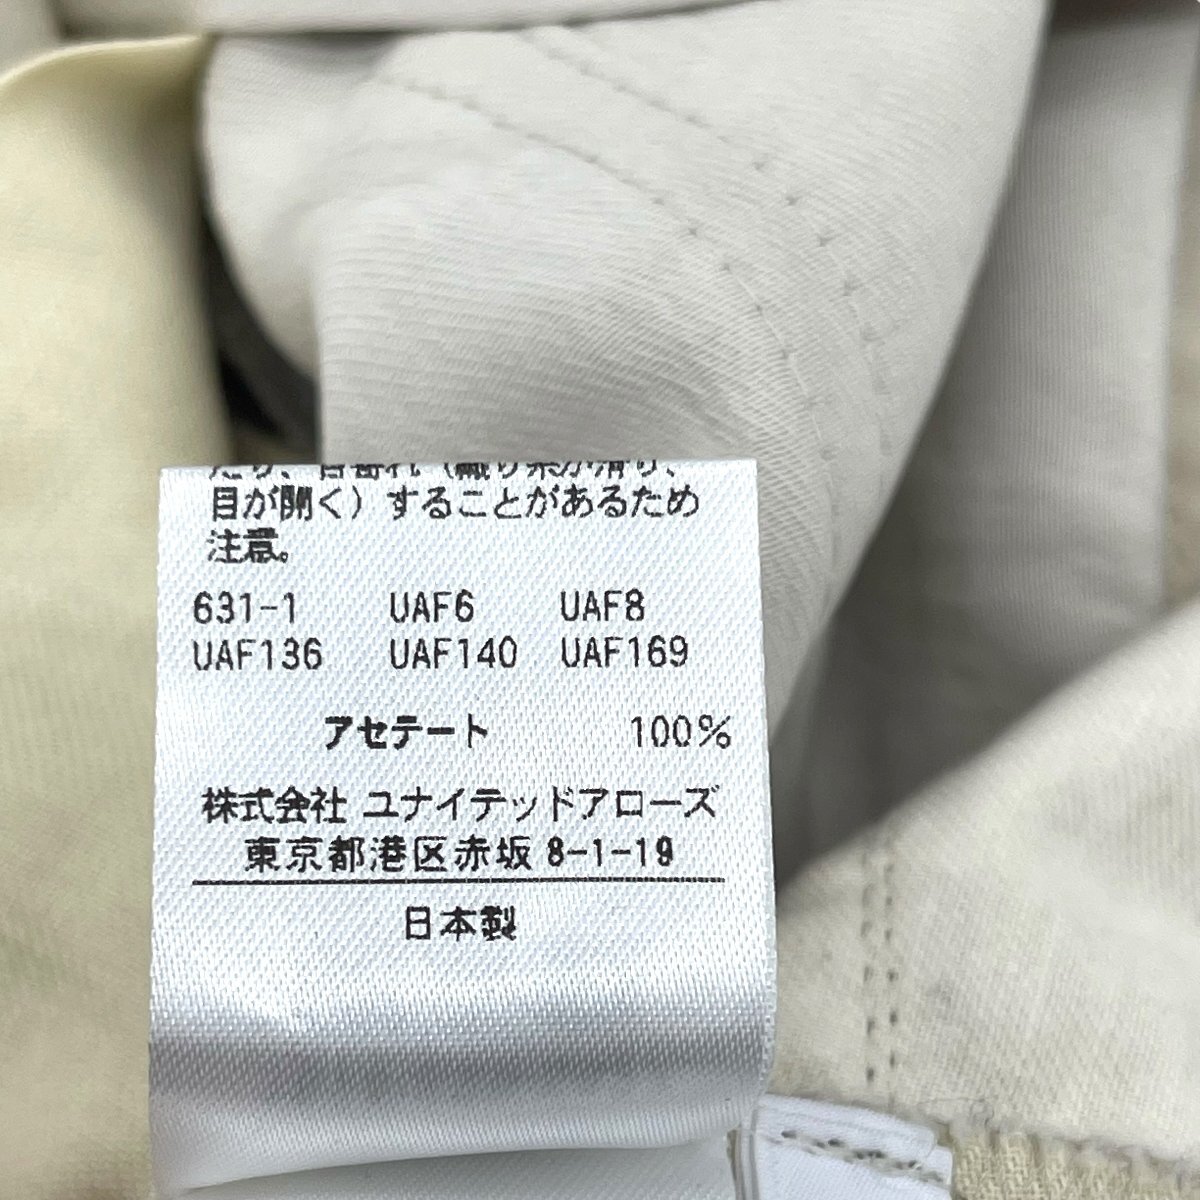 目が開く）することがあるため
注意。
631-1 UAF6 UAF8
UAF136 UAF140 UAF169
アセテート 100%
株式会社 ユナイテッドアローズ
東京都港区赤坂 8-1-19
日本製